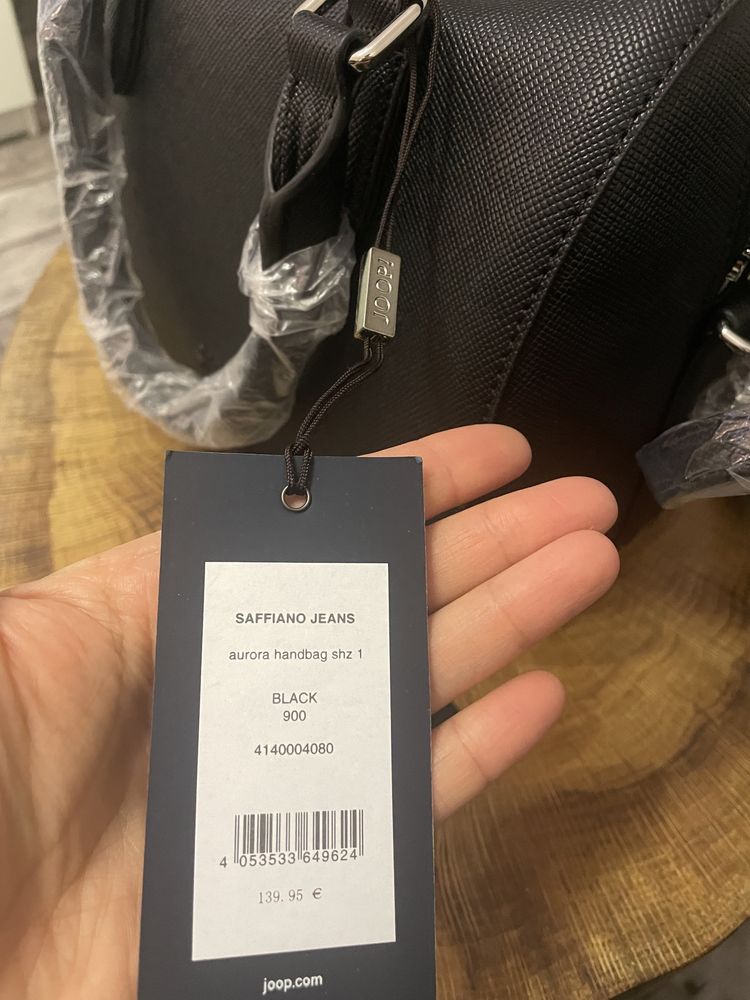 JOOP!
SAFFIANO JEANS
aurora handbag shz 1
BLACK
900
4140004080
4 053533 649624
139.95 €
joop.com